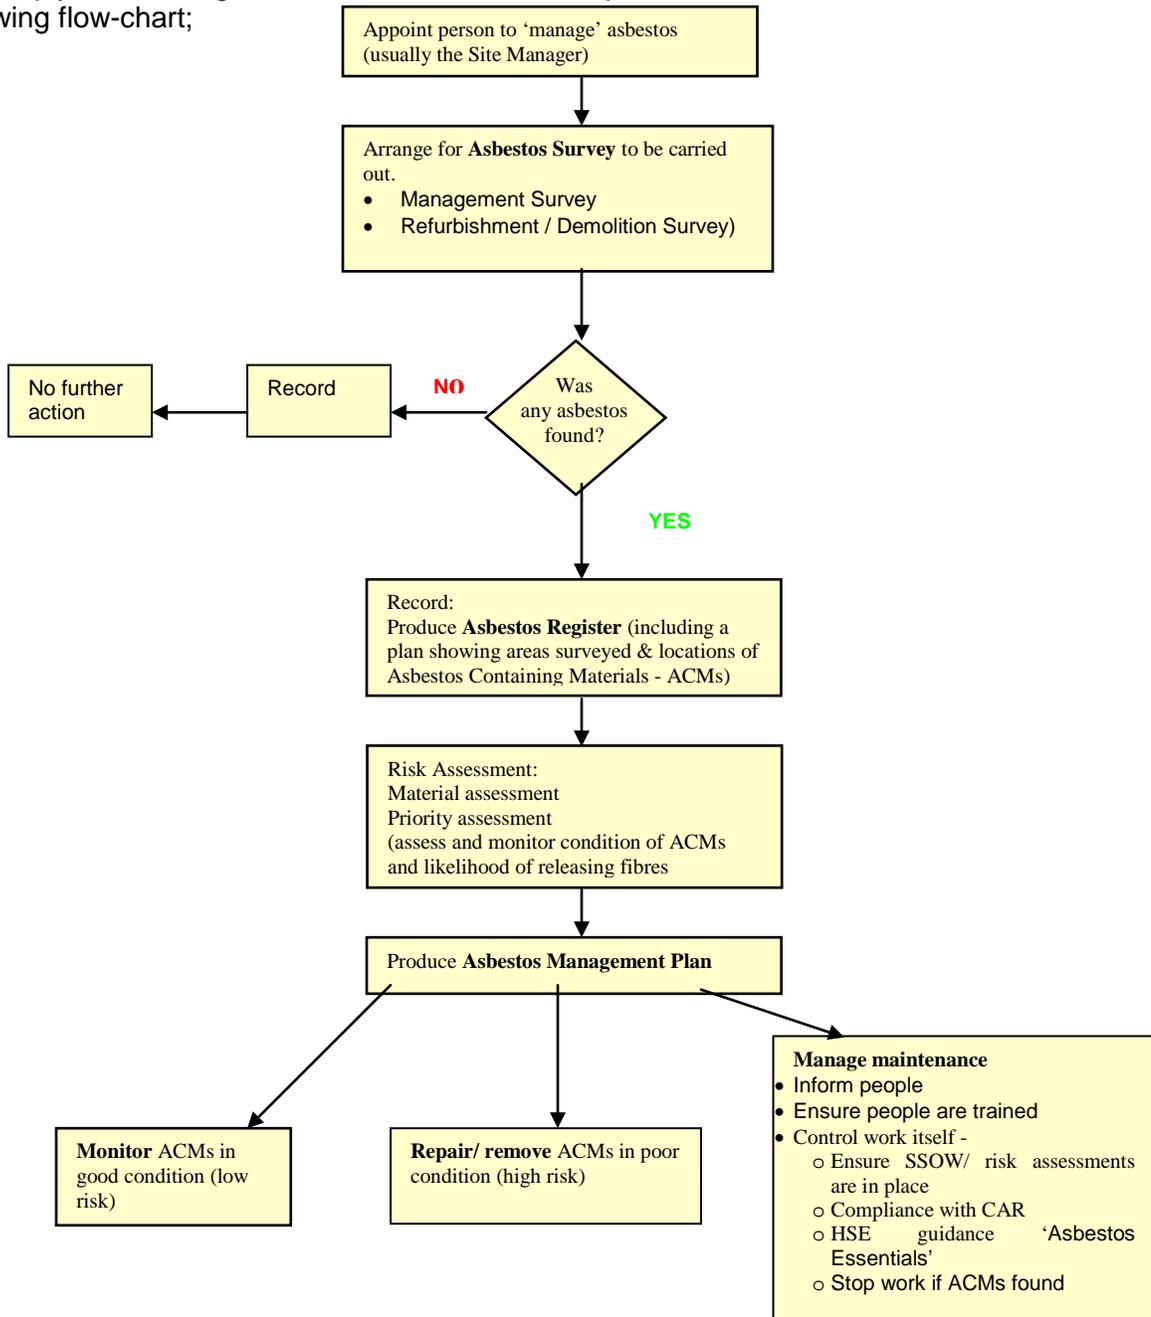 wing flow-chart;
Appoint person to ‘manage’ asbestos
(usually the Site Manager)
Arrange for Asbestos Survey to be carried
out.
• Management Survey
• Refurbishment / Demolition Survey)
Was
any asbestos
found?
NO
Record
No further
action
YES
Record:
Produce Asbestos Register (including a
plan showing areas surveyed & locations of
Asbestos Containing Materials - ACMs)
Risk Assessment:
Material assessment
Priority assessment
(assess and monitor condition of ACMs
and likelihood of releasing fibres
Produce Asbestos Management Plan
Monitor ACMs in
good condition (low
risk)
Repair/ remove ACMs in poor
condition (high risk)
Manage maintenance
• Inform people
• Ensure people are trained
• Control work itself -
o Ensure SSOW/ risk assessments
are in place
o Compliance with CAR
o HSE guidance ‘Asbestos
Essentials’
o Stop work if ACMs found